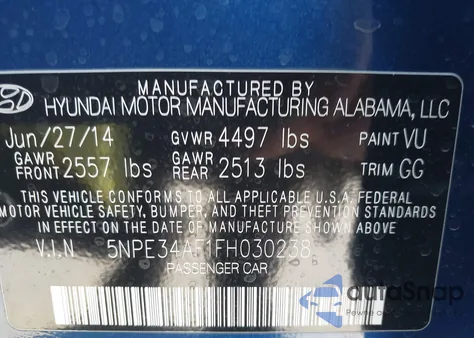 MANUFACTURED BY
HYUNDAI MOTOR MANUFACTURING ALABAMA, LLC
Jun/27/14 GVWR 4497 lbs PAINT VU
GAWR FRONT 2557 lbs GAWR REAR 2513 lbs TRIM GG
THIS VEHICLE CONFORMS TO ALL APPLICABLE U.S.A. FEDERAL
MOTOR VEHICLE SAFETY, BUMPER, AND THEFT PREVENTION STANDARDS
IN EFFECT ON THE DATE OF MANUFACTURE SHOWN ABOVE
V.I.N 5NPE34AF1FH030238
PASSENGER CAR
autoSnap